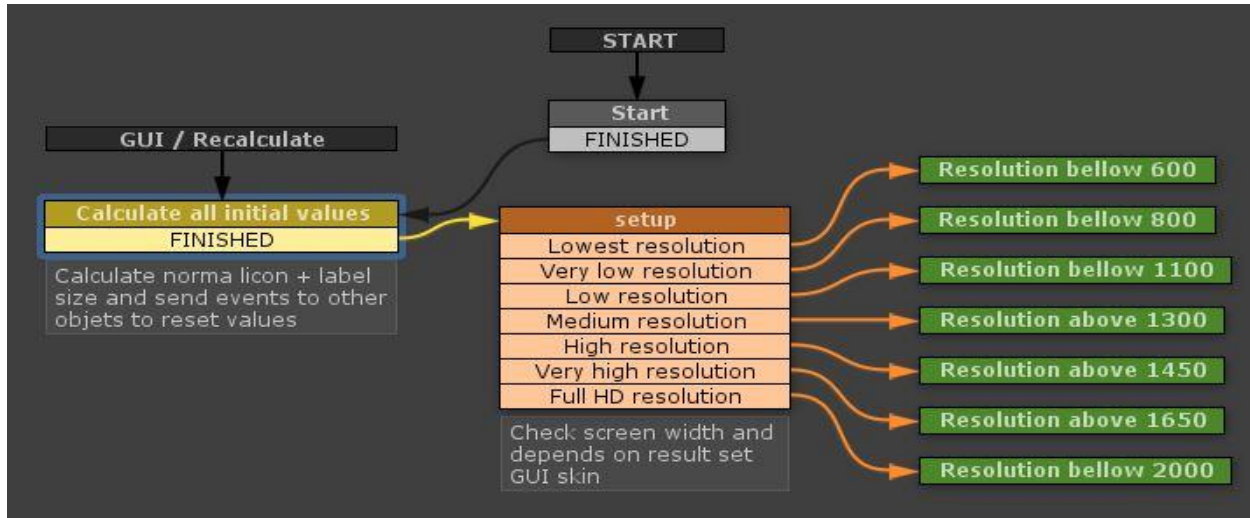 START
Start
FINISHED
GUI / Recalculate
Calculate all initial values
FINISHED
Calculate norma licon + label
size and send events to other
objets to reset values
setup
Lowest resolution
Very low resolution
Low resolution
Medium resolution
High resolution
Very high resolution
Full HD resolution
Check screen width and
depends on result set
GUI skin
Resolution bellow 600
Resolution bellow 800
Resolution bellow 1100
Resolution above 1300
Resolution above 1450
Resolution above 1650
Resolution bellow 2000